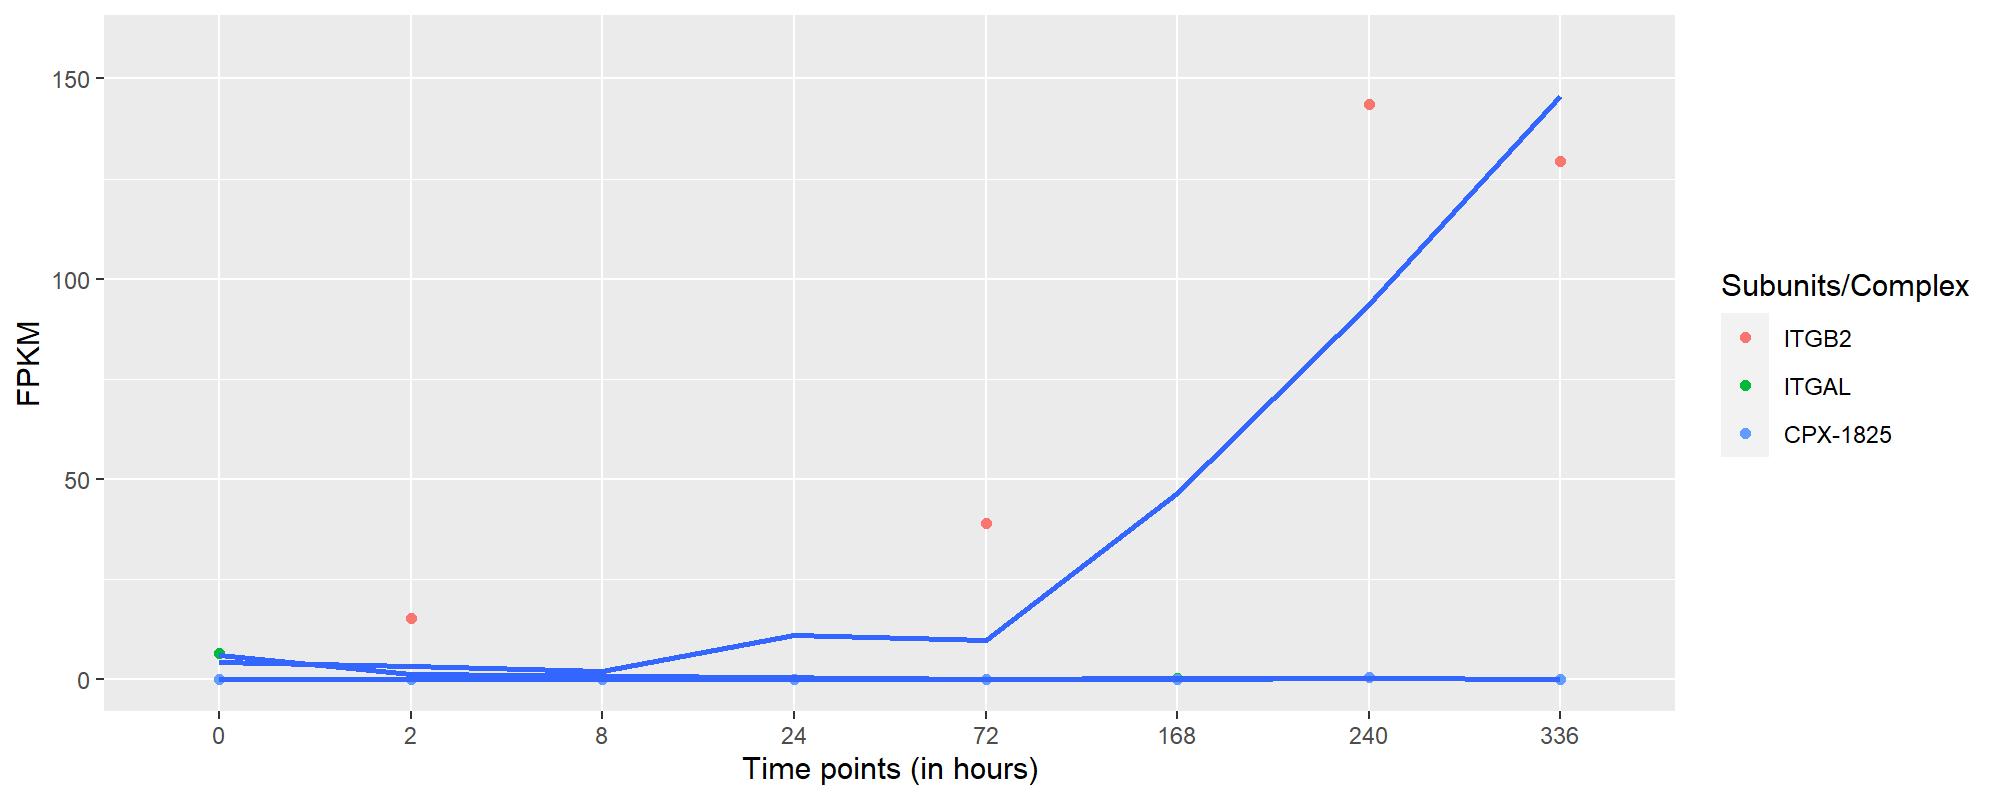 150
100
50
0
FPKM
0 2 8 24 72 168 240 336
Time points (in hours)
Subunits/Complex
ITGB2
ITGAL
CPX-1825